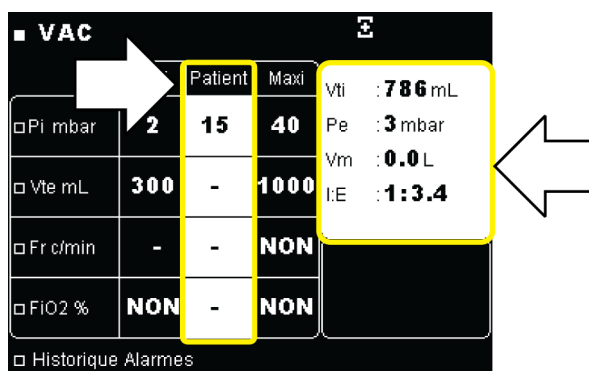 VAC
Patient Maxi
Pi mbar 2 15 40
Vte mL 300 - 1000
Fr c/min - - NON
FiO2 % NON - NON
Vti : 786 mL
Pe : 3 mbar
Vm : 0.0 L
I:E : 1:3.4
Historique Alarmes